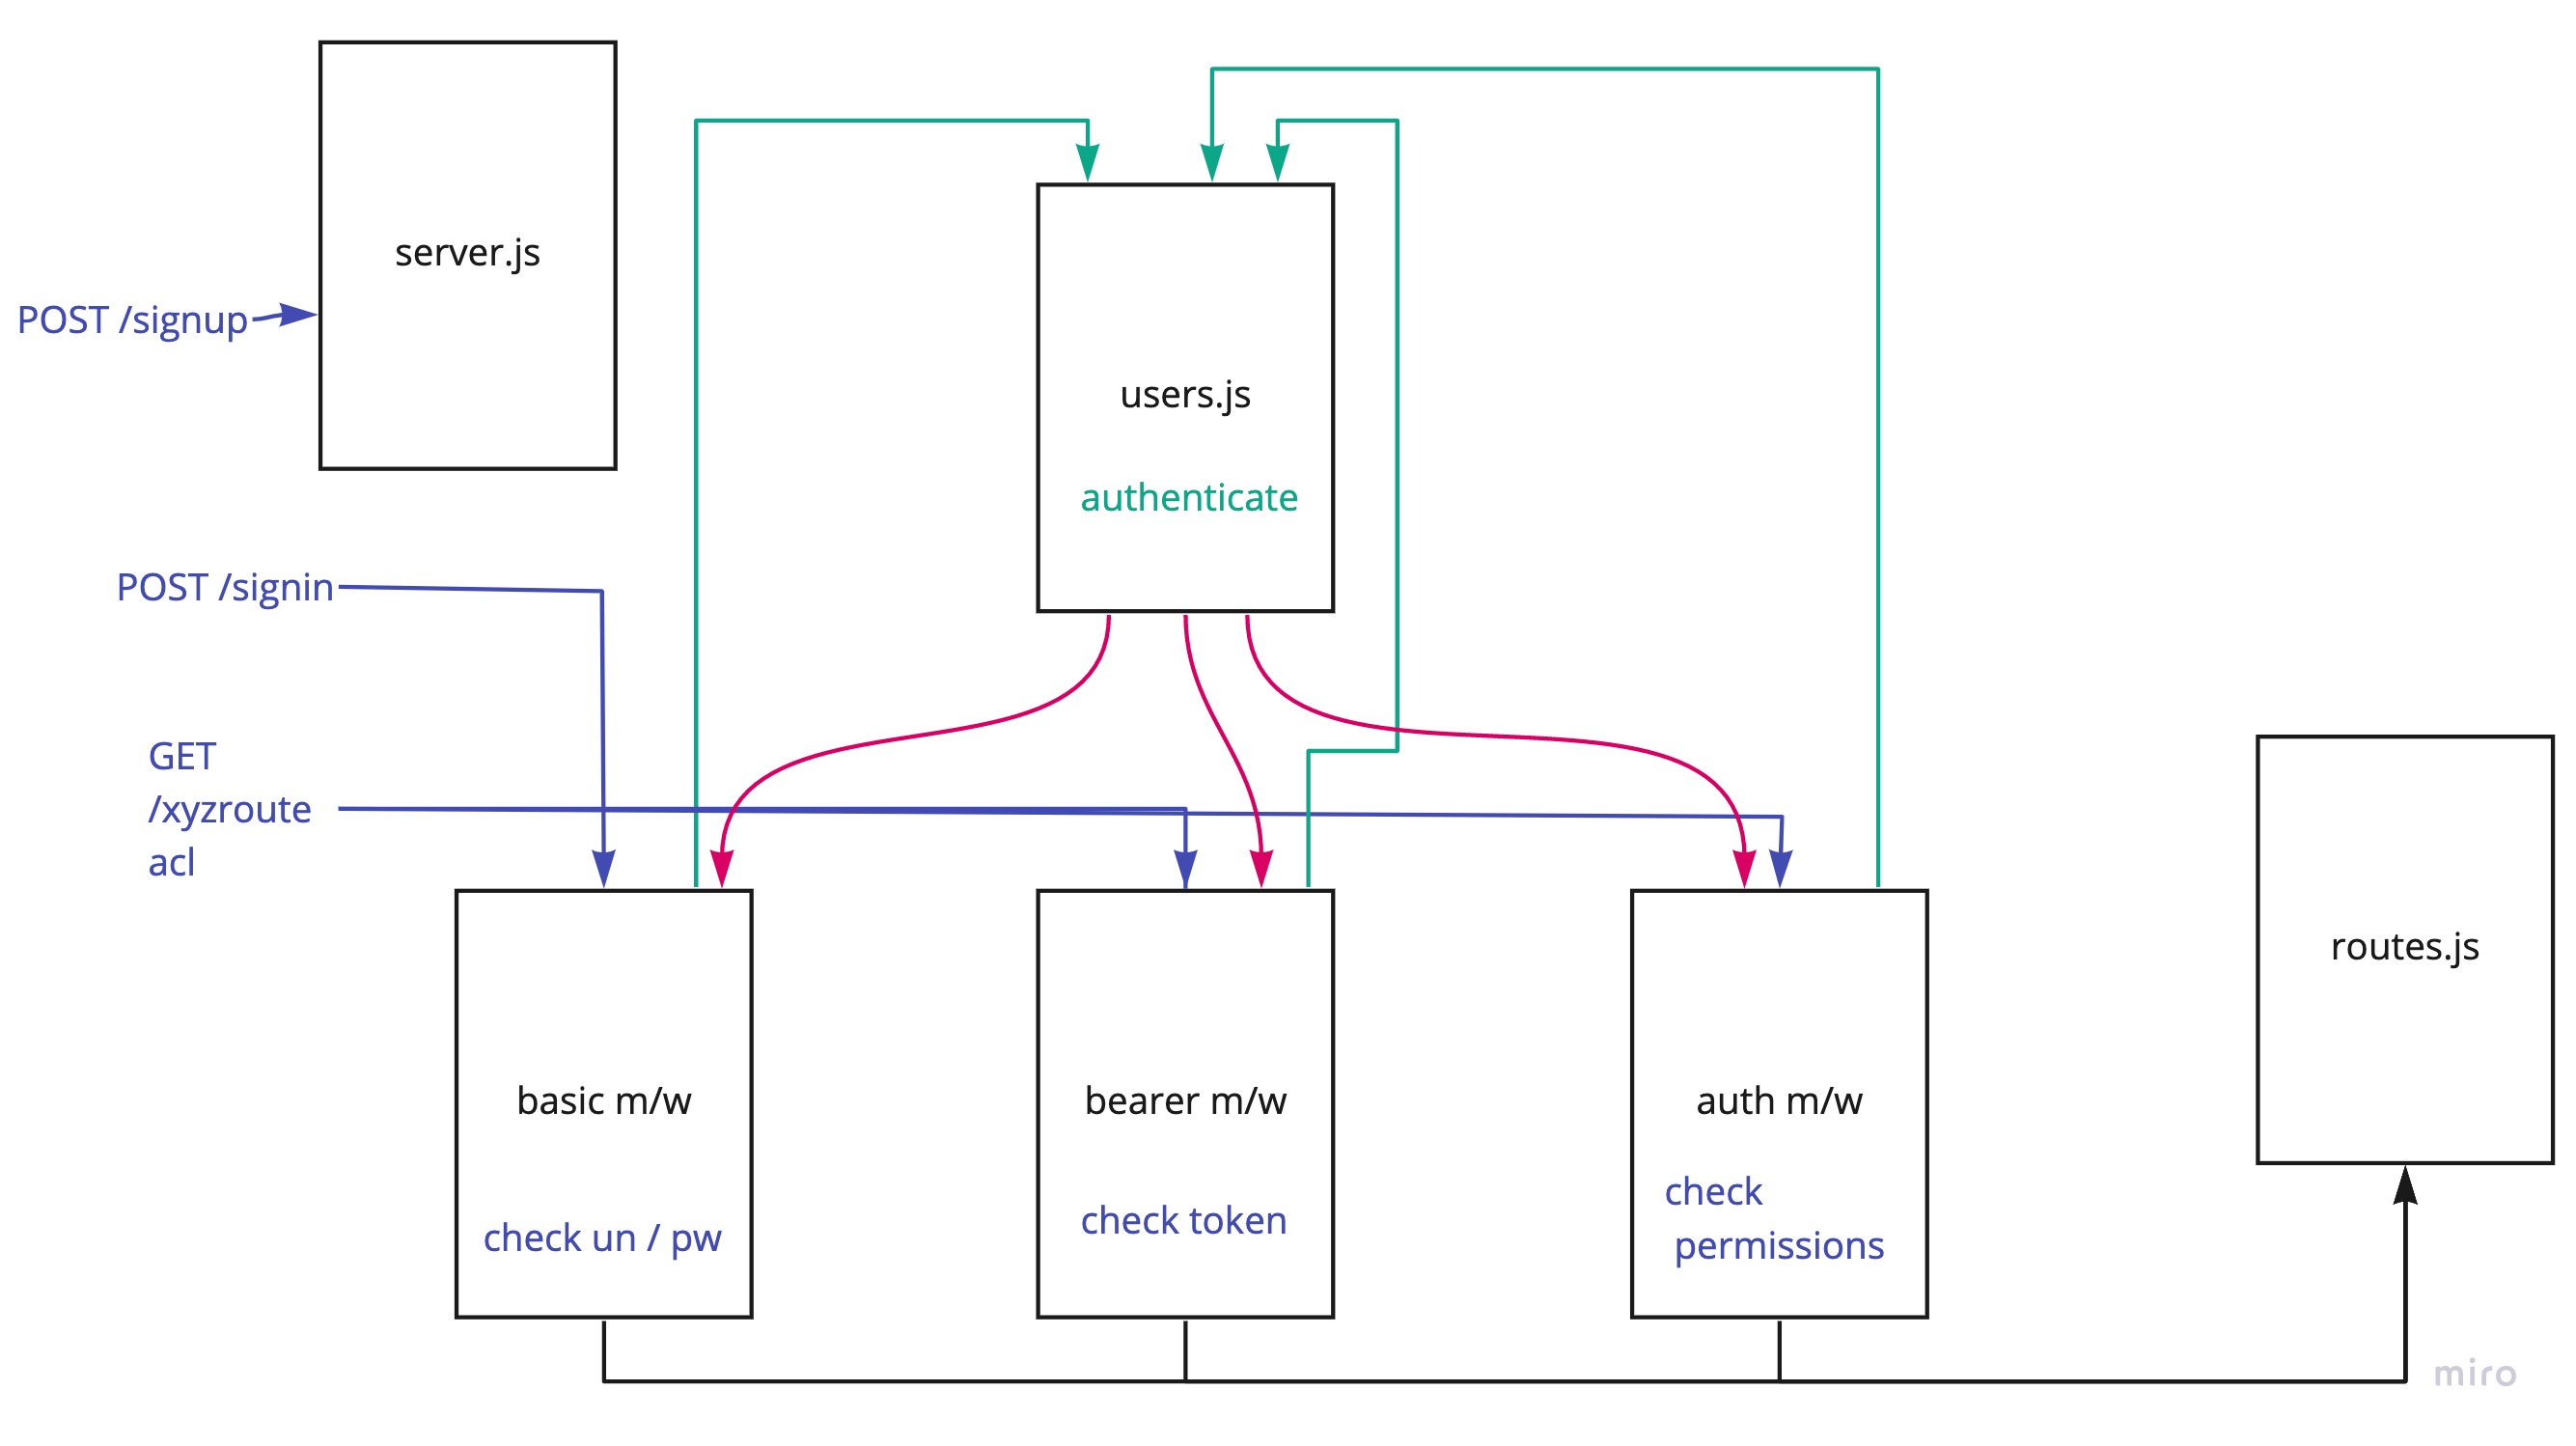 server.js
POST /signup
users.js
authenticate
POST /signin
GET
/xyzroute
acl
basic m/w
check un / pw
bearer m/w
check token
auth m/w
check
permissions
routes.js
miro